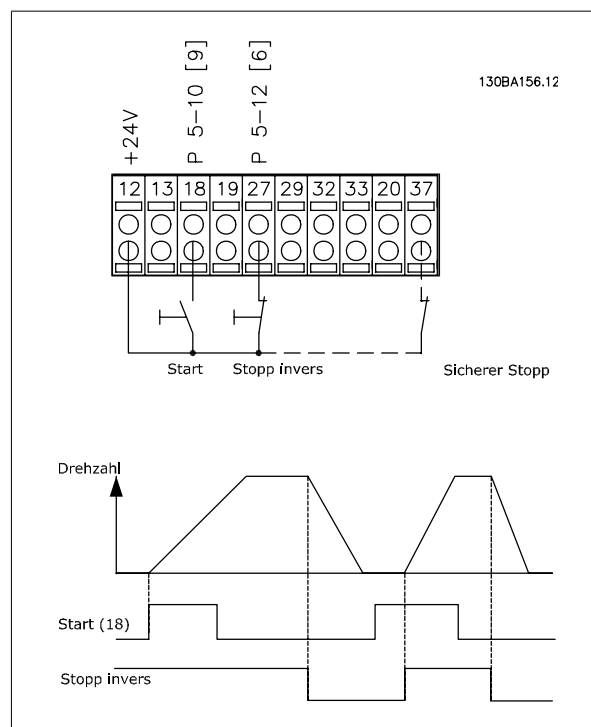 130BA156.12
+24V
P 5-10 [9]
P 5-12 [6]
12 13 18 19 27 29 32 33 20 37
Start Stopp invers Sicherer Stopp
Drehzahl
Start (18)
Stopp invers